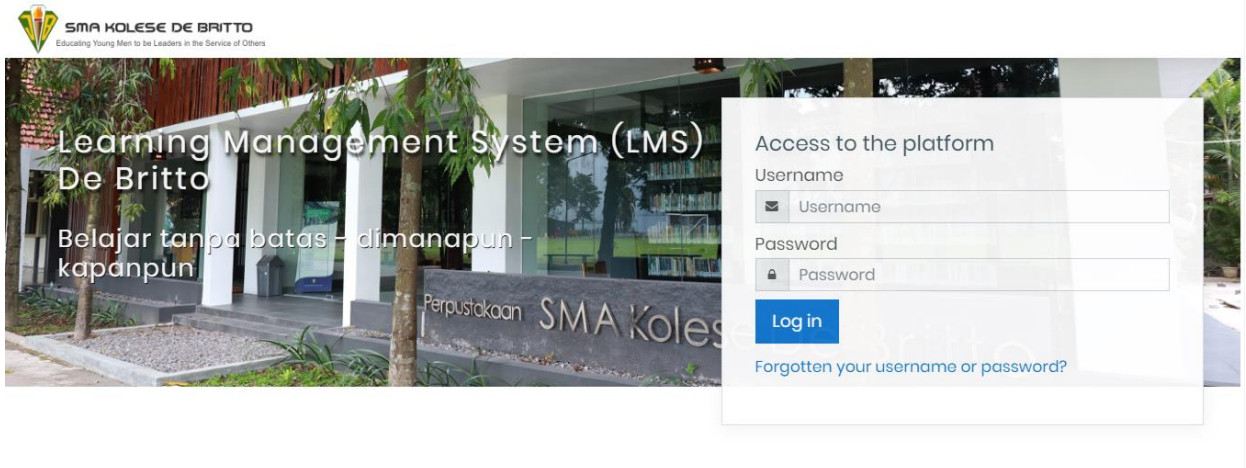 SMA KOLESE DE BRITTO
Educating Young Men to be Leaders in the Service of Others
Learning Management System (LMS)
De Britto
Belajar tanpa batas - dimanapun -
kapanpun
Perpustakaan SMA Kolese De Britto
Access to the platform
Username
Username
Password
Password
Log in
Forgotten your username or password?